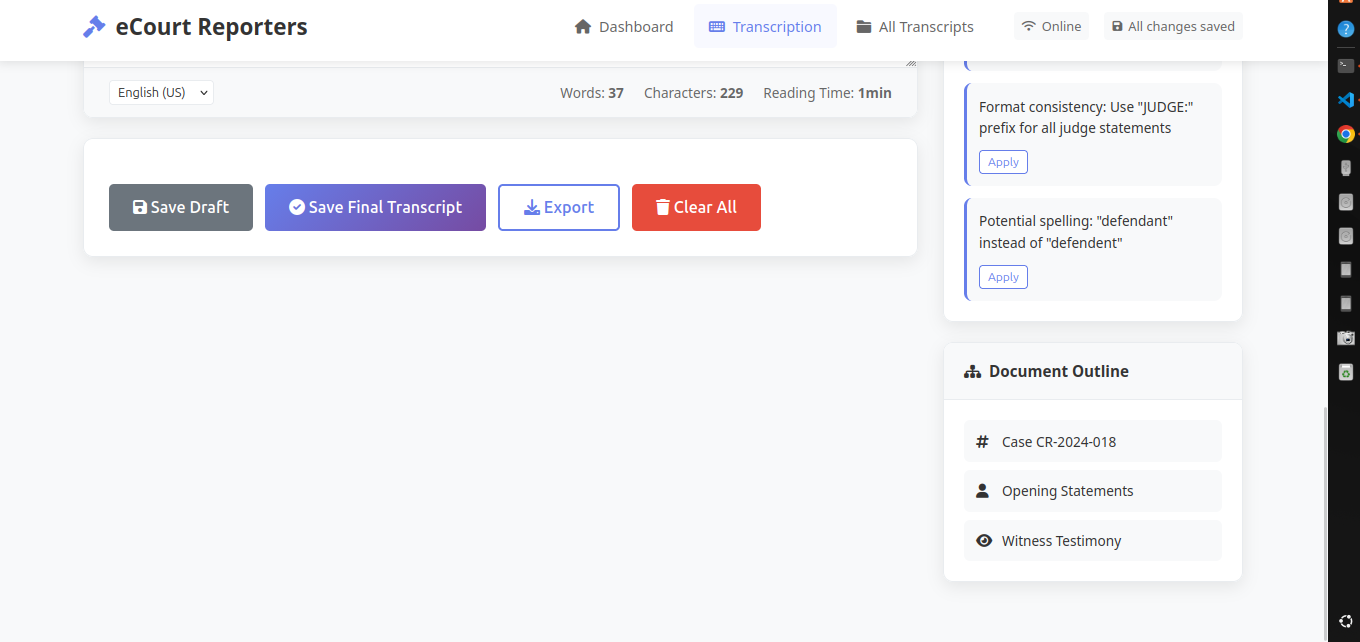 eCourt Reporters
Dashboard
Transcription
All Transcripts
Online
All changes saved
English (US)
Words: 37
Characters: 229
Reading Time: 1min
Save Draft
Save Final Transcript
Export
Clear All
Format consistency: Use "JUDGE:"
prefix for all judge statements
Apply
Potential spelling: "defendant"
instead of "defendent"
Apply
Document Outline
# Case CR-2024-018
Opening Statements
Witness Testimony